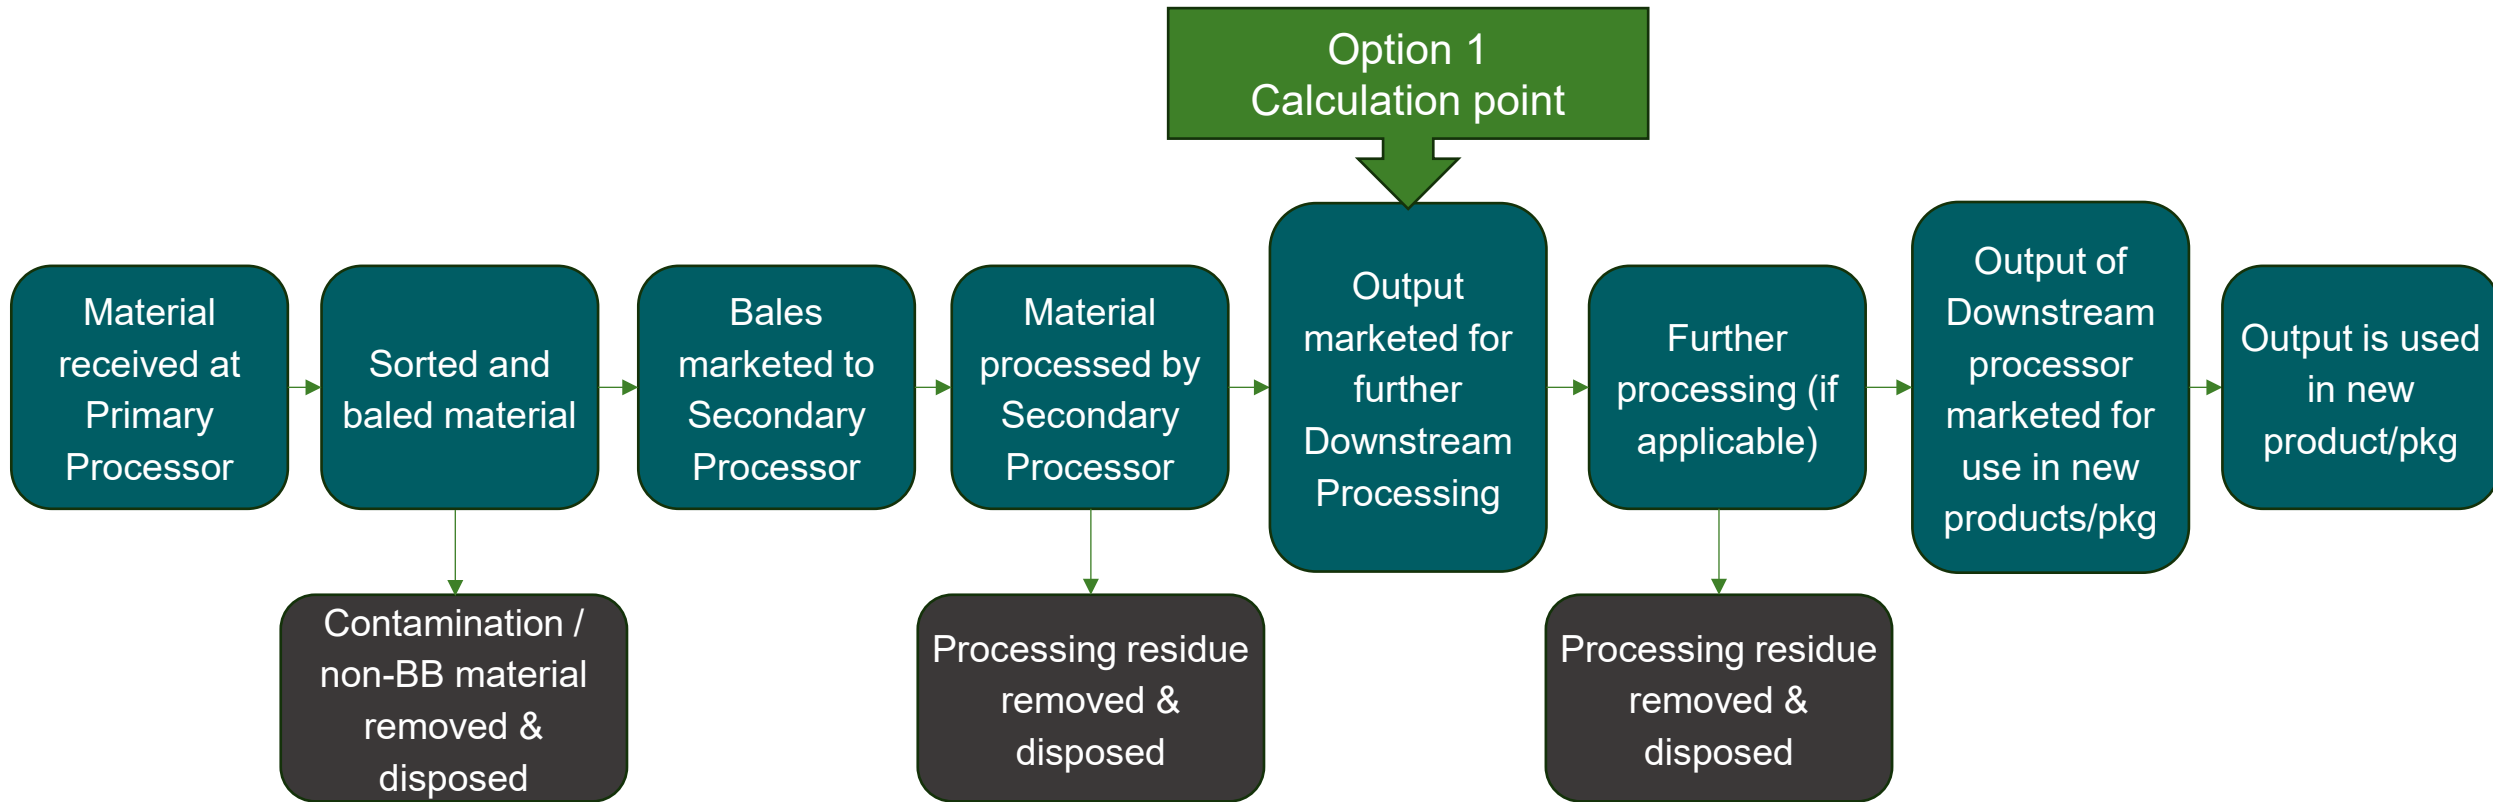 Option 1
Calculation point
Material
received at
Primary
Processor
Sorted and
baled material
Bales
marketed to
Secondary
Processor
Material
processed by
Secondary
Processor
Output
marketed for
further
Downstream
Processing
Further
processing (if
applicable)
Output of
Downstream
processor
marketed for
use in new
products/pkg
Output is used
in new
product/pkg
Contamination /
non-BB material
removed &
disposed
Processing residue
removed &
disposed
Processing residue
removed &
disposed